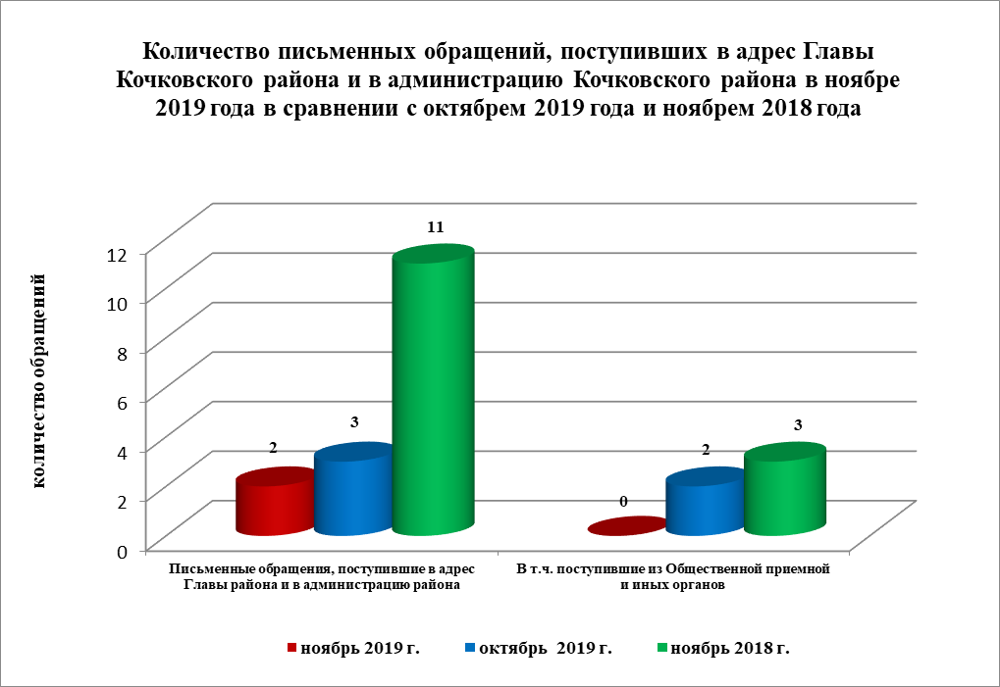 Количество письменных обращений, поступивших в адрес Главы
Кочковского района и в администрацию Кочковского района в ноябре
2019 года в сравнении с октябрем 2019 года и ноябрем 2018 года
количество обращений
12
10
8
6
4
2
0
2
3
11
0
2
3
Письменные обращения, поступившие в адрес
Главы района и в администрацию района
В т.ч. поступившие из Общественной приемной
и иных органов
ноябрь 2019 г.
октябрь 2019 г.
ноябрь 2018 г.